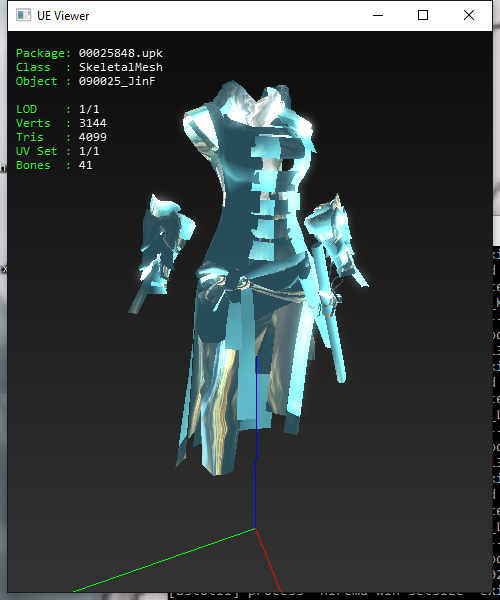 UE Viewer
Package: 00025848.upk
Class : SkeletalMesh
Object : 090025_JinF
LOD : 1/1
Verts : 3144
Tris : 4099
UV Set : 1/1
Bones : 41